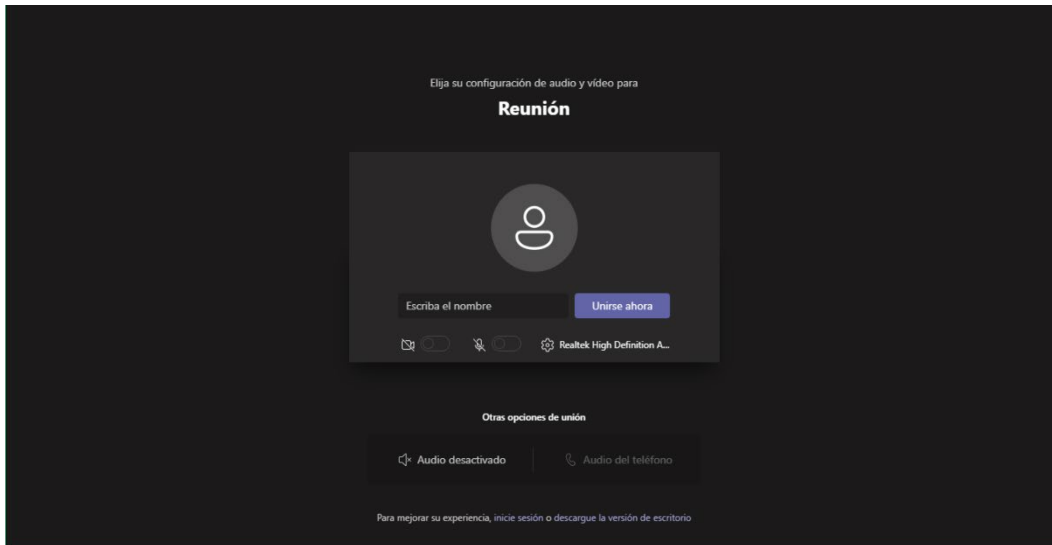 Elija su configuración de audio y vídeo para
Reunión
Escriba el nombre
Unirse ahora
Realtek High Definition A...
Otras opciones de unión
Audio desactivado
Audio del teléfono
Para mejorar su experiencia, inicie sesión o descargue la versión de escritorio